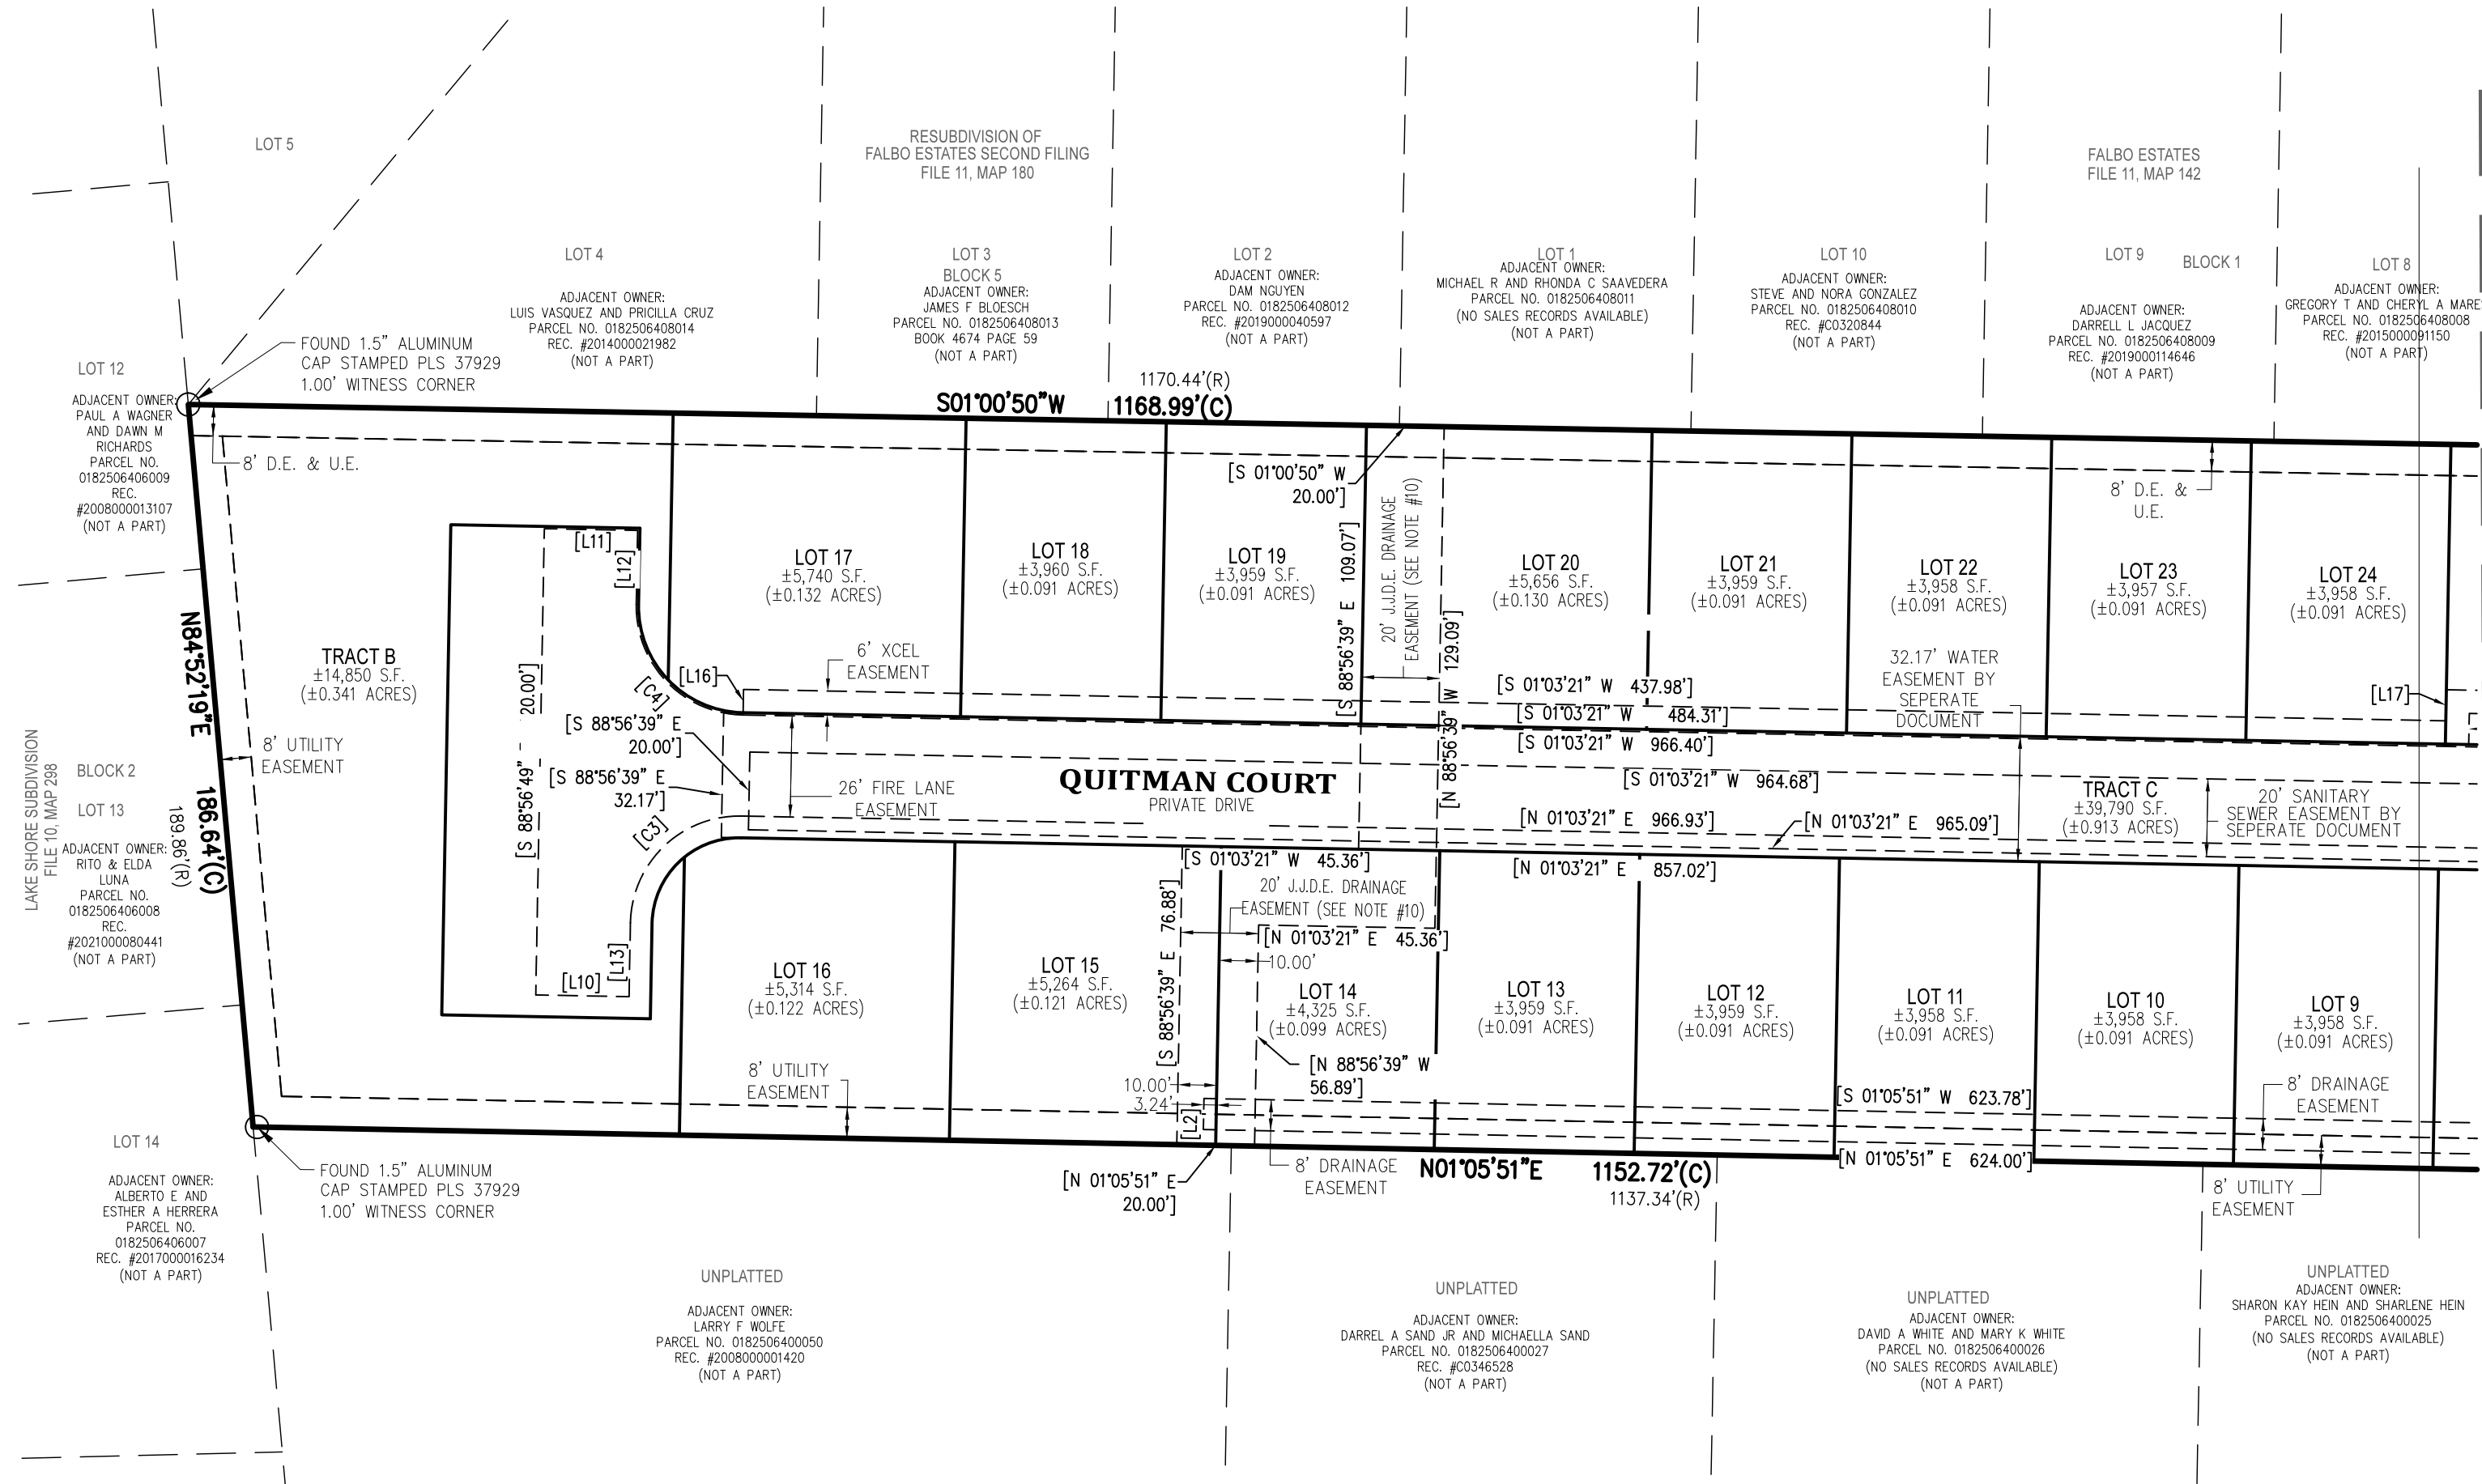 LOT 5
RESUBDIVISION OF
FALBO ESTATES SECOND FILING
FILE 11, MAP 180
FALBO ESTATES
FILE 11, MAP 142
LOT 4
ADJACENT OWNER:
LUIS VASQUEZ AND PRICILLA CRUZ
PARCEL NO. 0182506408014
REC. #2014000021982
(NOT A PART)
LOT 3
BLOCK 5
ADJACENT OWNER:
JAMES F BLOESCH
PARCEL NO. 0182506408013
BOOK 4674 PAGE 59
(NOT A PART)
LOT 2
ADJACENT OWNER:
DAM NGUYEN
PARCEL NO. 0182506408012
REC. #2019000040597
(NOT A PART)
LOT 1
ADJACENT OWNER:
MICHAEL R AND RHONDA C SAAVEDERA
PARCEL NO. 0182506408011
(NO SALES RECORDS AVAILABLE)
(NOT A PART)
LOT 10
ADJACENT OWNER:
STEVE AND NORA GONZALEZ
PARCEL NO. 0182506408010
REC. #C0320844
(NOT A PART)
LOT 9
BLOCK 1
ADJACENT OWNER:
DARRELL L JACQUEZ
PARCEL NO. 0182506408009
REC. #2019000114646
(NOT A PART)
LOT 8
ADJACENT OWNER:
GREGORY T AND CHERYL A MARE
PARCEL NO. 0182506408008
REC. #2015000091150
(NOT A PART)
FOUND 1.5" ALUMINUM
CAP STAMPED PLS 37929
1.00' WITNESS CORNER
LOT 12
ADJACENT OWNER:
PAUL A WAGNER
AND DAWN M
RICHARDS
PARCEL NO.
0182506406009
REC.
#2008000013107
(NOT A PART)
1170.44'(R)
S01°00'50"W 1168.99'(C)
8' D.E. & U.E.
[S 01°00'50" W
20.00']
20' J.J.D.E. DRAINAGE
EASEMENT (SEE NOTE #10)
8' D.E. &
U.E.
[L11]
[L12]
LOT 17
±5,740 S.F.
(±0.132 ACRES)
LOT 18
±3,960 S.F.
(±0.091 ACRES)
LOT 19
±3,959 S.F.
(±0.091 ACRES)
[S 88°56'39" E 109.07']
LOT 20
±5,656 S.F.
(±0.130 ACRES)
LOT 21
±3,959 S.F.
(±0.091 ACRES)
LOT 22
±3,958 S.F.
(±0.091 ACRES)
LOT 23
±3,957 S.F.
(±0.091 ACRES)
LOT 24
±3,958 S.F.
(±0.091 ACRES)
N84°52'19"E 186.64'(C)
189.86'(R)
TRACT B
±14,850 S.F.
(±0.341 ACRES)
8' UTILITY
EASEMENT
[S 88°56'49" E 20.00']
[C4]
[L16]
6' XCEL
EASEMENT
[N 88°56'39" W 129.09']
[S 01°03'21" W 437.98']
[S 01°03'21" W 484.31']
[S 01°03'21" W 966.40']
[S 01°03'21" W 964.68']
32.17' WATER
EASEMENT BY
SEPERATE
DOCUMENT
[L17]
[S 88°56'39" E
20.00']
[S 88°56'39" E
32.17']
[C3]
26' FIRE LANE
EASEMENT
QUITMAN COURT
PRIVATE DRIVE
[N 01°03'21" E 966.93']
[N 01°03'21" E 965.09']
TRACT C
±39,790 S.F.
(±0.913 ACRES)
20' SANITARY
SEWER EASEMENT BY
SEPERATE DOCUMENT
LAKE SHORE SUBDIVISION
FILE 10, MAP 298
BLOCK 2
LOT 13
ADJACENT OWNER:
RITO & ELDA
LUNA
PARCEL NO.
0182506406008
REC.
#2021000080441
(NOT A PART)
[S 01°03'21" W 45.36']
[N 01°03'21" E 857.02']
20' J.J.D.E. DRAINAGE
EASEMENT (SEE NOTE #10)
[N 01°03'21" E 45.36']
10.00'
[S 88°56'39" E 76.88']
[L10]
[L13]
LOT 16
±5,314 S.F.
(±0.122 ACRES)
LOT 15
±5,264 S.F.
(±0.121 ACRES)
LOT 14
±4,325 S.F.
(±0.099 ACRES)
LOT 13
±3,959 S.F.
(±0.091 ACRES)
LOT 12
±3,959 S.F.
(±0.091 ACRES)
LOT 11
±3,958 S.F.
(±0.091 ACRES)
LOT 10
±3,958 S.F.
(±0.091 ACRES)
LOT 9
±3,958 S.F.
(±0.091 ACRES)
8' UTILITY
EASEMENT
10.00'
3.24'
[L2]
[N 88°56'39" W
56.89']
[S 01°05'51" W 623.78']
8' DRAINAGE
EASEMENT
LOT 14
ADJACENT OWNER:
ALBERTO E AND
ESTHER A HERRERA
PARCEL NO.
0182506406007
REC. #2017000016234
(NOT A PART)
FOUND 1.5" ALUMINUM
CAP STAMPED PLS 37929
1.00' WITNESS CORNER
[N 01°05'51" E
20.00']
8' DRAINAGE
EASEMENT
N01°05'51"E 1152.72'(C)
1137.34'(R)
[N 01°05'51" E 624.00']
8' UTILITY
EASEMENT
UNPLATTED
ADJACENT OWNER:
LARRY F WOLFE
PARCEL NO. 0182506400050
REC. #2008000001420
(NOT A PART)
UNPLATTED
ADJACENT OWNER:
DARREL A SAND JR AND MICHAELLA SAND
PARCEL NO. 0182506400027
REC. #C0346528
(NOT A PART)
UNPLATTED
ADJACENT OWNER:
DAVID A WHITE AND MARY K WHITE
PARCEL NO. 0182506400026
(NO SALES RECORDS AVAILABLE)
(NOT A PART)
UNPLATTED
ADJACENT OWNER:
SHARON KAY HEIN AND SHARLENE HEIN
PARCEL NO. 0182506400025
(NO SALES RECORDS AVAILABLE)
(NOT A PART)